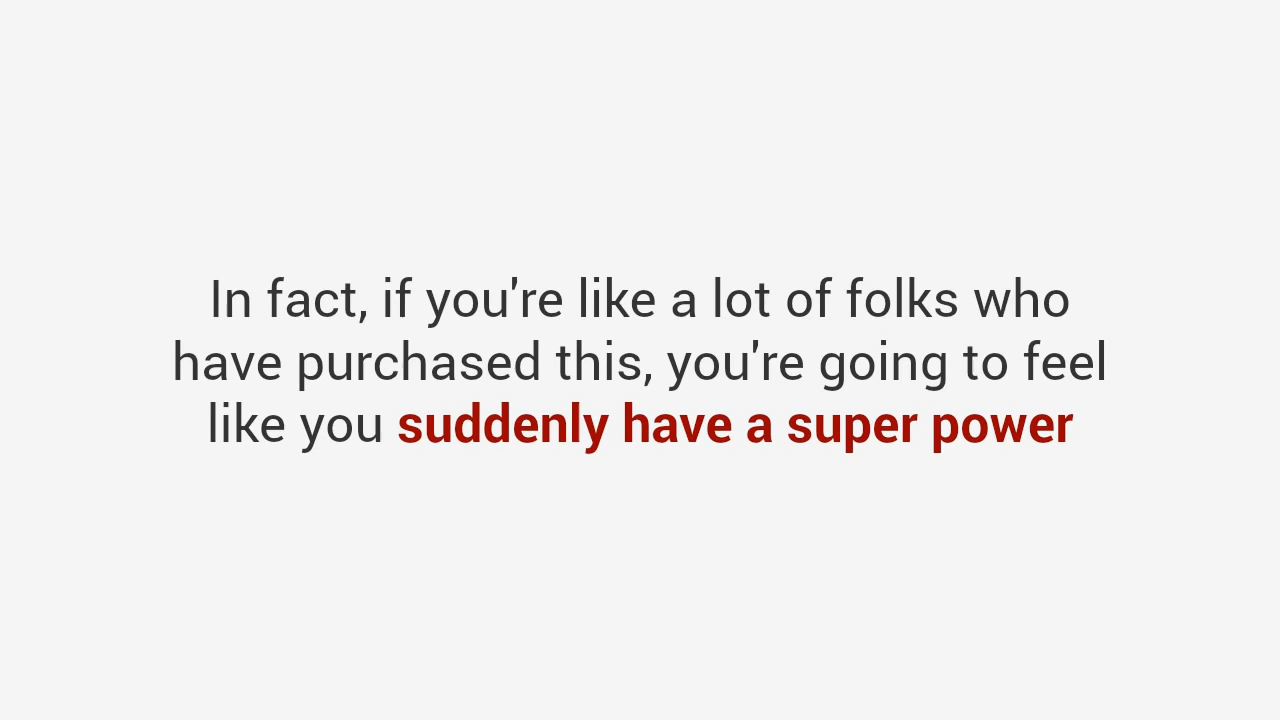 In fact, if you're like a lot of folks who
have purchased this, you're going to feel
like you suddenly have a super power